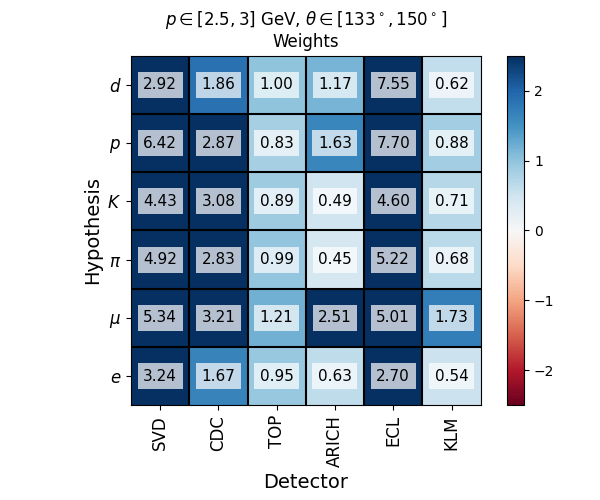 p ∈ [2.5, 3] GeV, θ ∈ [133°, 150°]
Weights
d 2.92 1.86 1.00 1.17 7.55 0.62
p 6.42 2.87 0.83 1.63 7.70 0.88
K 4.43 3.08 0.89 0.49 4.60 0.71
π 4.92 2.83 0.99 0.45 5.22 0.68
μ 5.34 3.21 1.21 2.51 5.01 1.73
e 3.24 1.67 0.95 0.63 2.70 0.54
SVD CDC TOP ARICH ECL KLM
Detector
Hypothesis
2
1
0
−1
−2